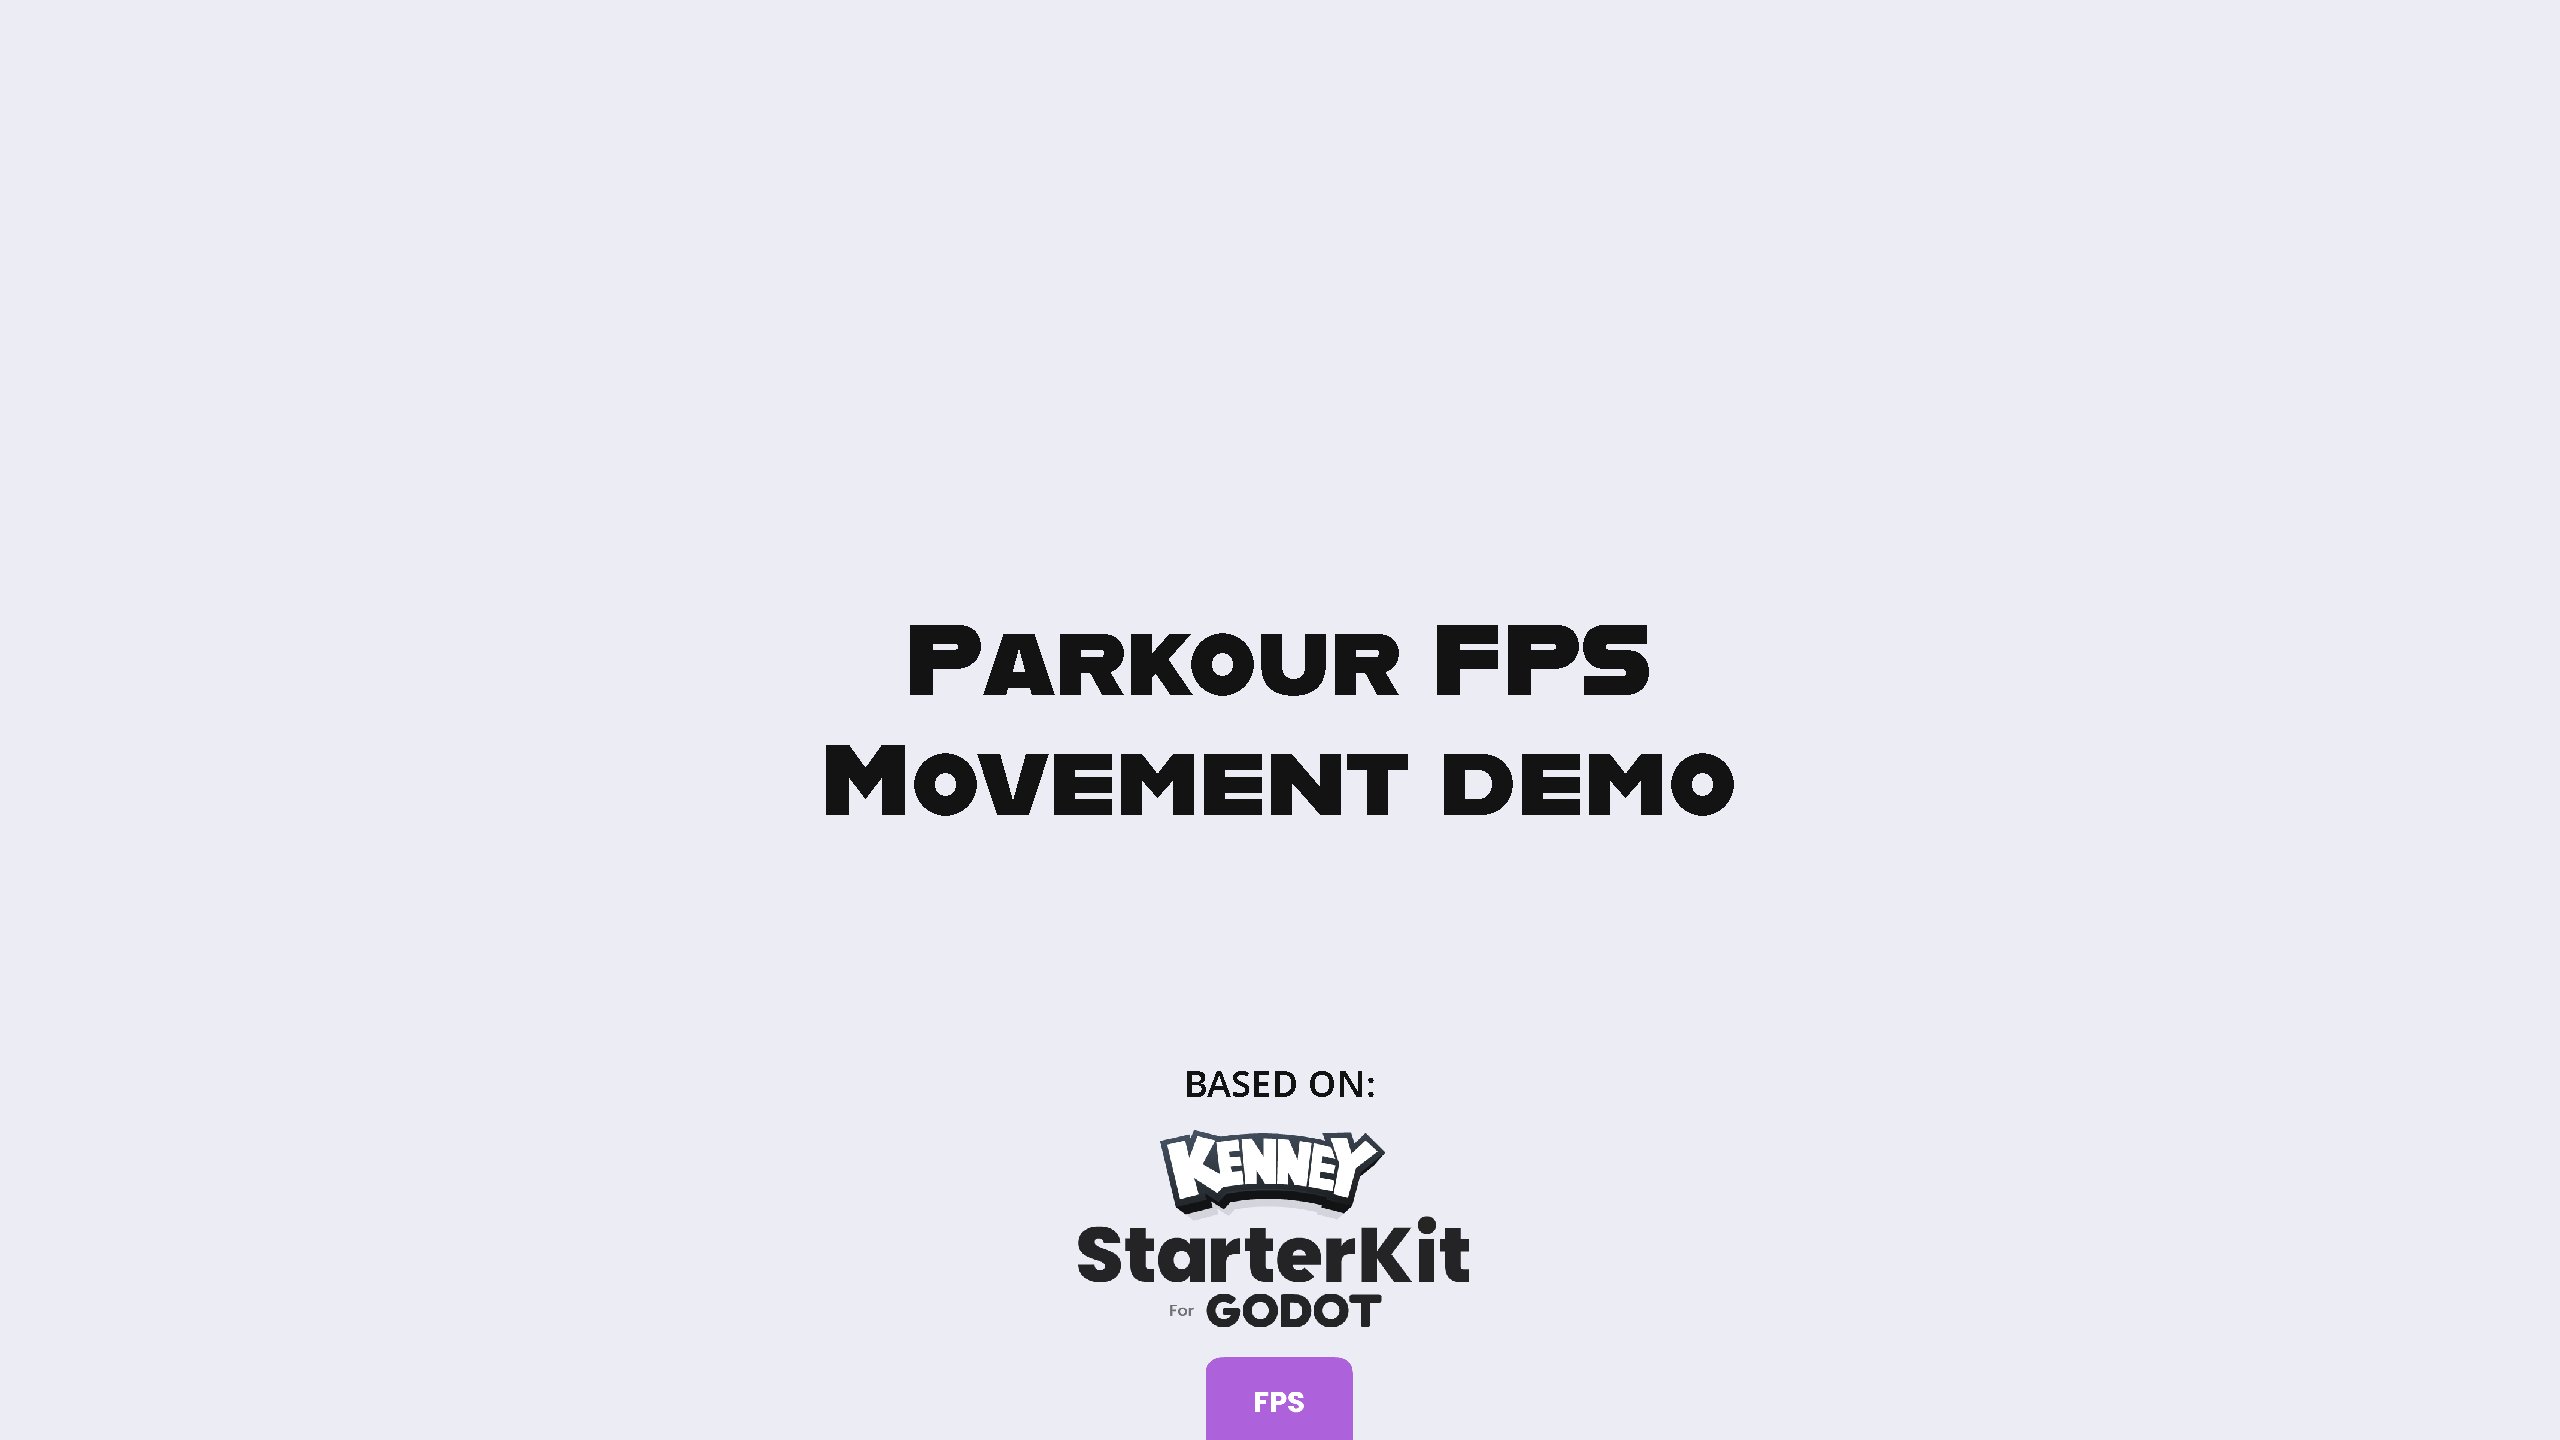 Parkour FPS
Movement demo
BASED ON:
KENNEY
StarterKit
For GODOT
FPS